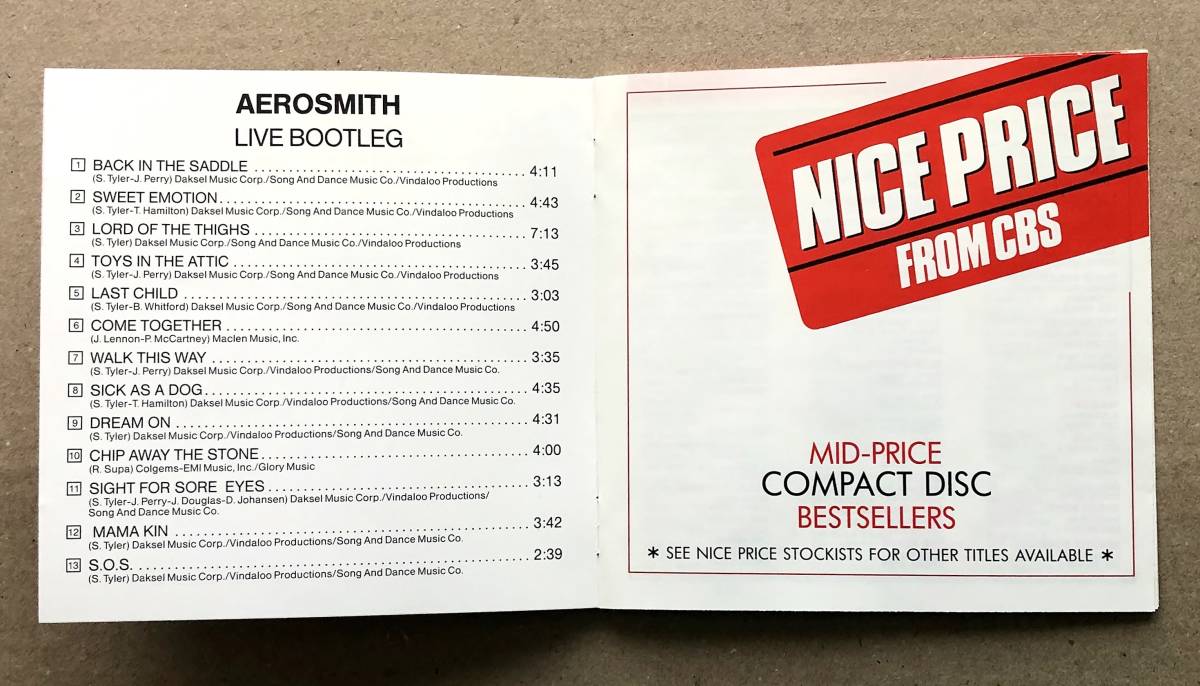 AEROSMITH
LIVE BOOTLEG
1 BACK IN THE SADDLE 4:11
(S. Tyler-J. Perry) Daksel Music Corp./Song And Dance Music Co./Vindaloo Productions
2 SWEET EMOTION 4:43
(S. Tyler-T. Hamilton) Daksel Music Corp./Song And Dance Music Co./Vindaloo Productions
3 LORD OF THE THIGHS 7:13
(S. Tyler) Daksel Music Corp./Song And Dance Music Co./Vindaloo Productions
4 TOYS IN THE ATTIC 3:45
(S. Tyler-J. Perry) Daksel Music Corp./Song And Dance Music Co./Vindaloo Productions
5 LAST CHILD 3:03
(S. Tyler-B. Whitford) Daksel Music Corp./Song And Dance Music Co./Vindaloo Productions
6 COME TOGETHER 4:50
(J. Lennon-P. McCartney) Maclen Music, Inc.
7 WALK THIS WAY 3:35
(S. Tyler-J. Perry) Daksel Music Corp./Vindaloo Productions/Song And Dance Music Co.
8 SICK AS A DOG 4:35
(S. Tyler-T. Hamilton) Daksel Music Corp./Vindaloo Productions/Song And Dance Music Co.
9 DREAM ON 4:31
(S. Tyler) Daksel Music Corp./Vindaloo Productions/Song And Dance Music Co.
10 CHIP AWAY THE STONE 4:00
(R. Supa) Colgems-EMI Music, Inc./Glory Music
11 SIGHT FOR SORE EYES 3:13
(S. Tyler-J. Perry-J. Douglas-D. Johansen) Daksel Music Corp./Vindaloo Productions/
Song And Dance Music Co.
12 MAMA KIN 3:42
(S. Tyler) Daksel Music Corp./Vindaloo Productions/Song And Dance Music Co.
13 S.O.S. 2:39
(S. Tyler) Daksel Music Corp./Vindaloo Productions/Song And Dance Music Co.
NICE PRICE
FROM CBS
MID-PRICE
COMPACT DISC
BESTSELLERS
* SEE NICE PRICE STOCKISTS FOR OTHER TITLES AVAILABLE *